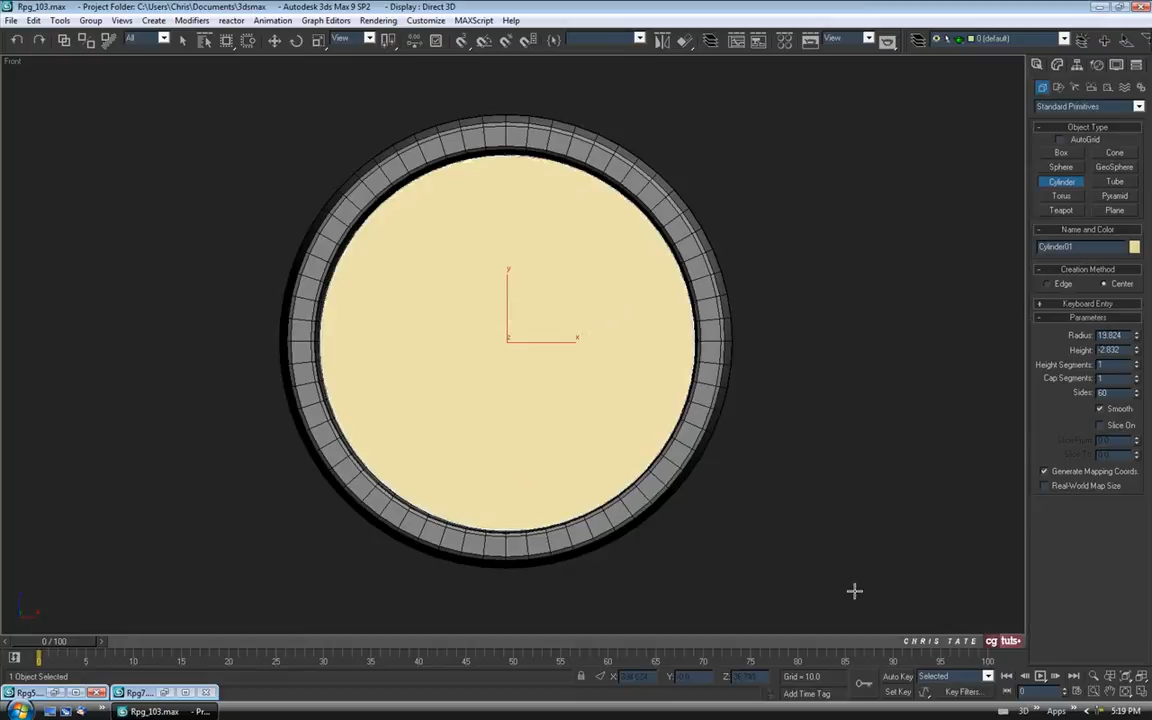 Rpg_103.max - Project Folder: C:\Users\Chris\Documents\3dsmax - Autodesk 3ds Max 9 SP2 - Display : Direct 3D
File Edit Tools Group Views Create Modifiers reactor Animation Graph Editors Rendering Customize MAXScript Help
All View View 0 (default)
Front
Standard Primitives
- Object Type
AutoGrid
Box Cone
Sphere GeoSphere
Cylinder Tube
Torus Pyramid
Teapot Plane
- Name and Color
Cylinder01
- Creation Method
Edge Center
+ Keyboard Entry
- Parameters
Radius: 19.824
Height: -2.832
Height Segments: 1
Cap Segments: 1
Sides: 60
Smooth
Slice On
Generate Mapping Coords.
Real-World Map Size
y
z x
0 / 100
CHRIS TATE cg tuts+
0 5 10 15 20 25 30 35 40 45 50 55 60 65 70 75 80 85 90 95 100
1 Object Selected X: Y: Z: Grid = 10.0 Auto Key Selected
Add Time Tag Set Key Key Filters... 0
Rpg5... Rpg7...
Rpg_103.max - Pr... 3D Apps 5:19 PM